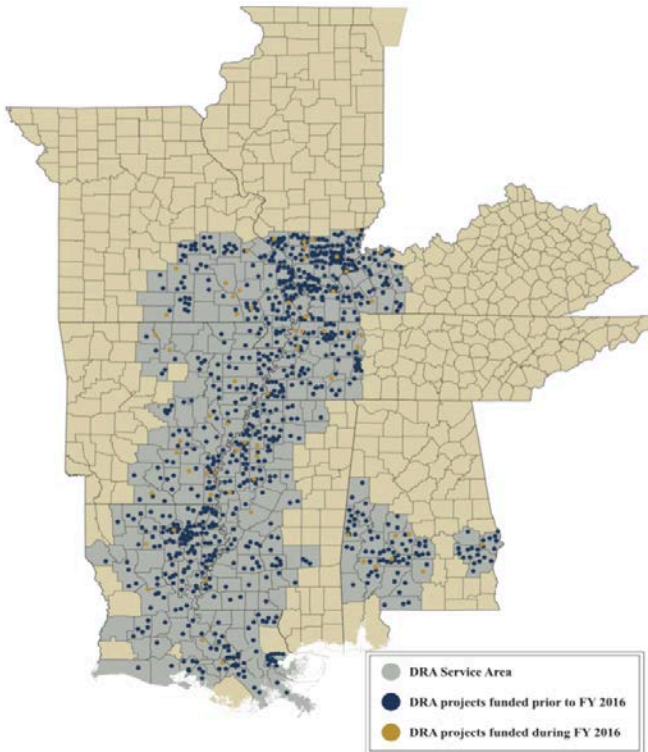 DRA Service Area
DRA projects funded prior to FY 2016
DRA projects funded during FY 2016